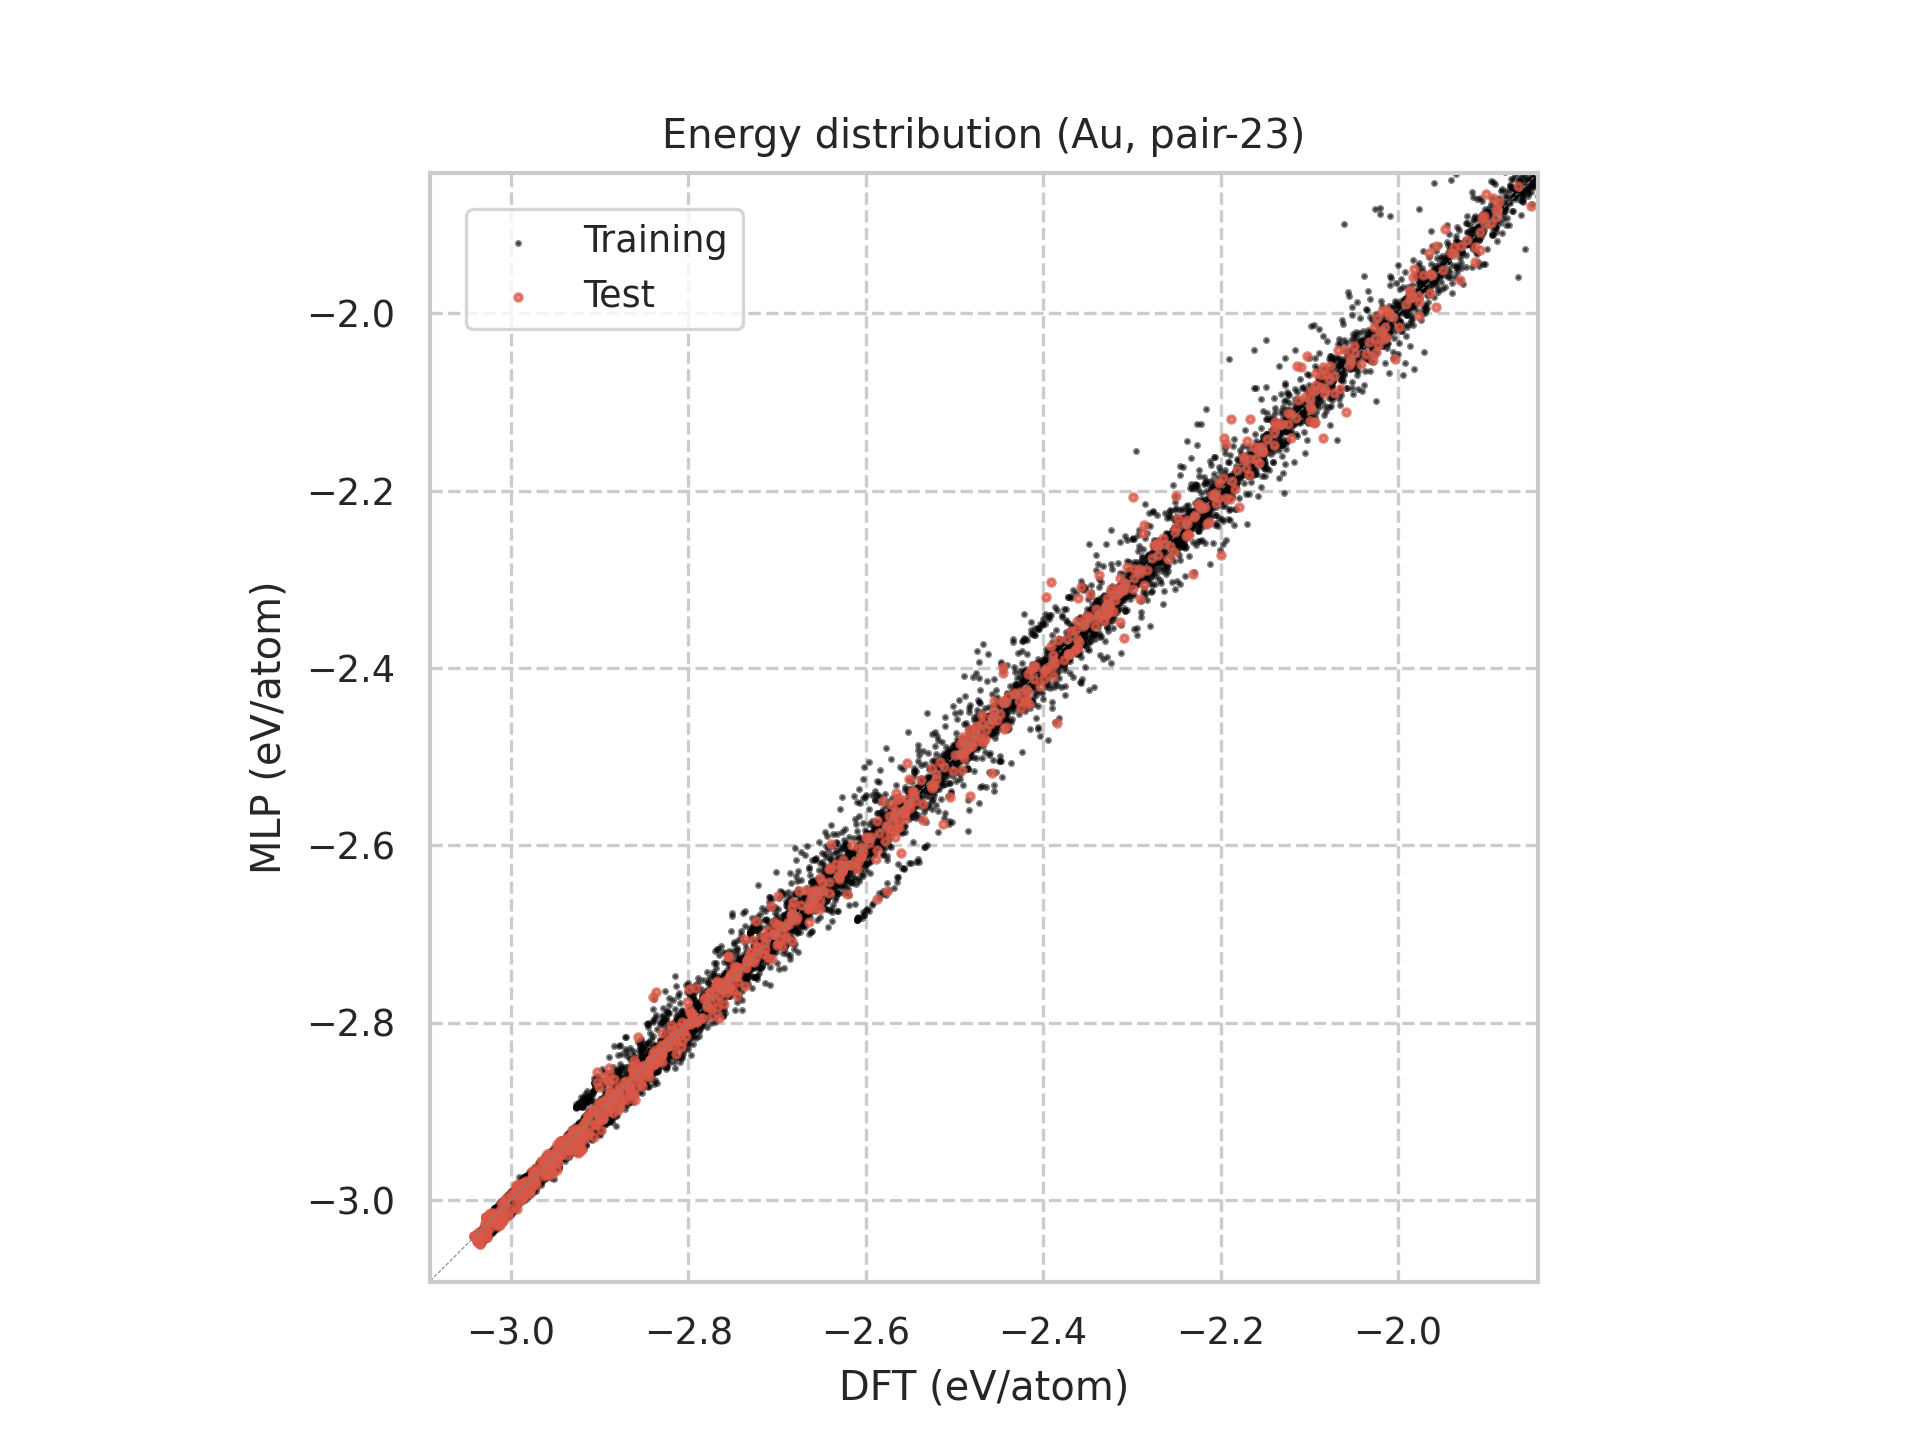 Energy distribution (Au, pair-23)
Training
Test
MLP (eV/atom)
−2.0
−2.2
−2.4
−2.6
−2.8
−3.0
−3.0 −2.8 −2.6 −2.4 −2.2 −2.0
DFT (eV/atom)